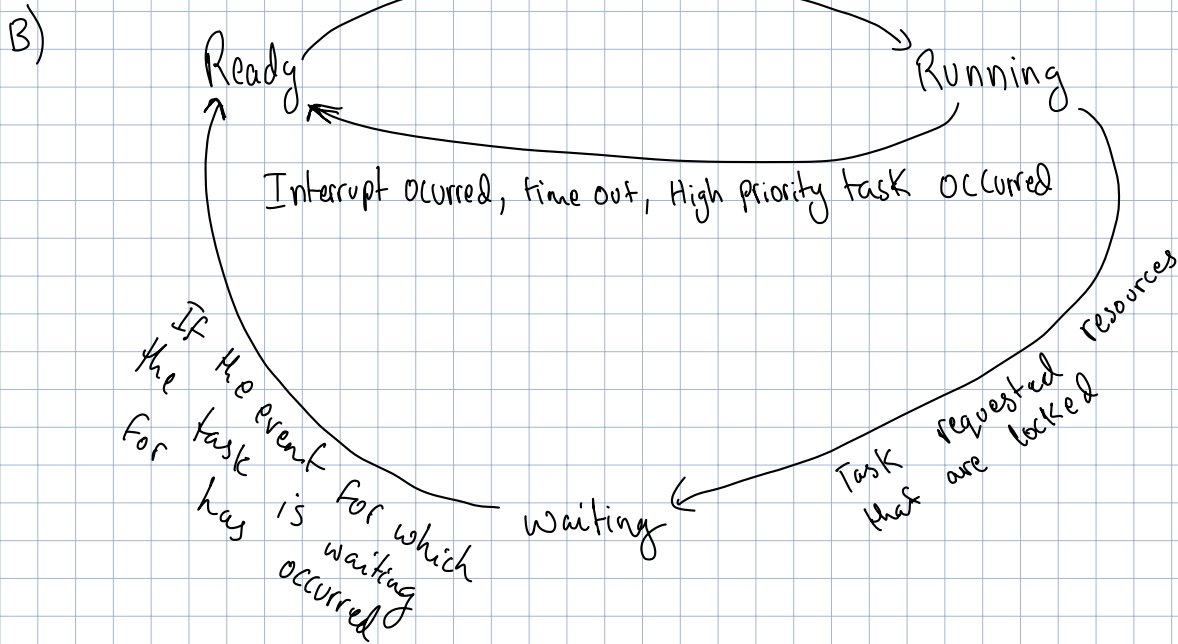 B)
Ready
Running
Interrupt ocurred, time out, High priority task occurred
Task requested resources
that are locked
waiting
If the event for which
the task is waiting
for has occurred